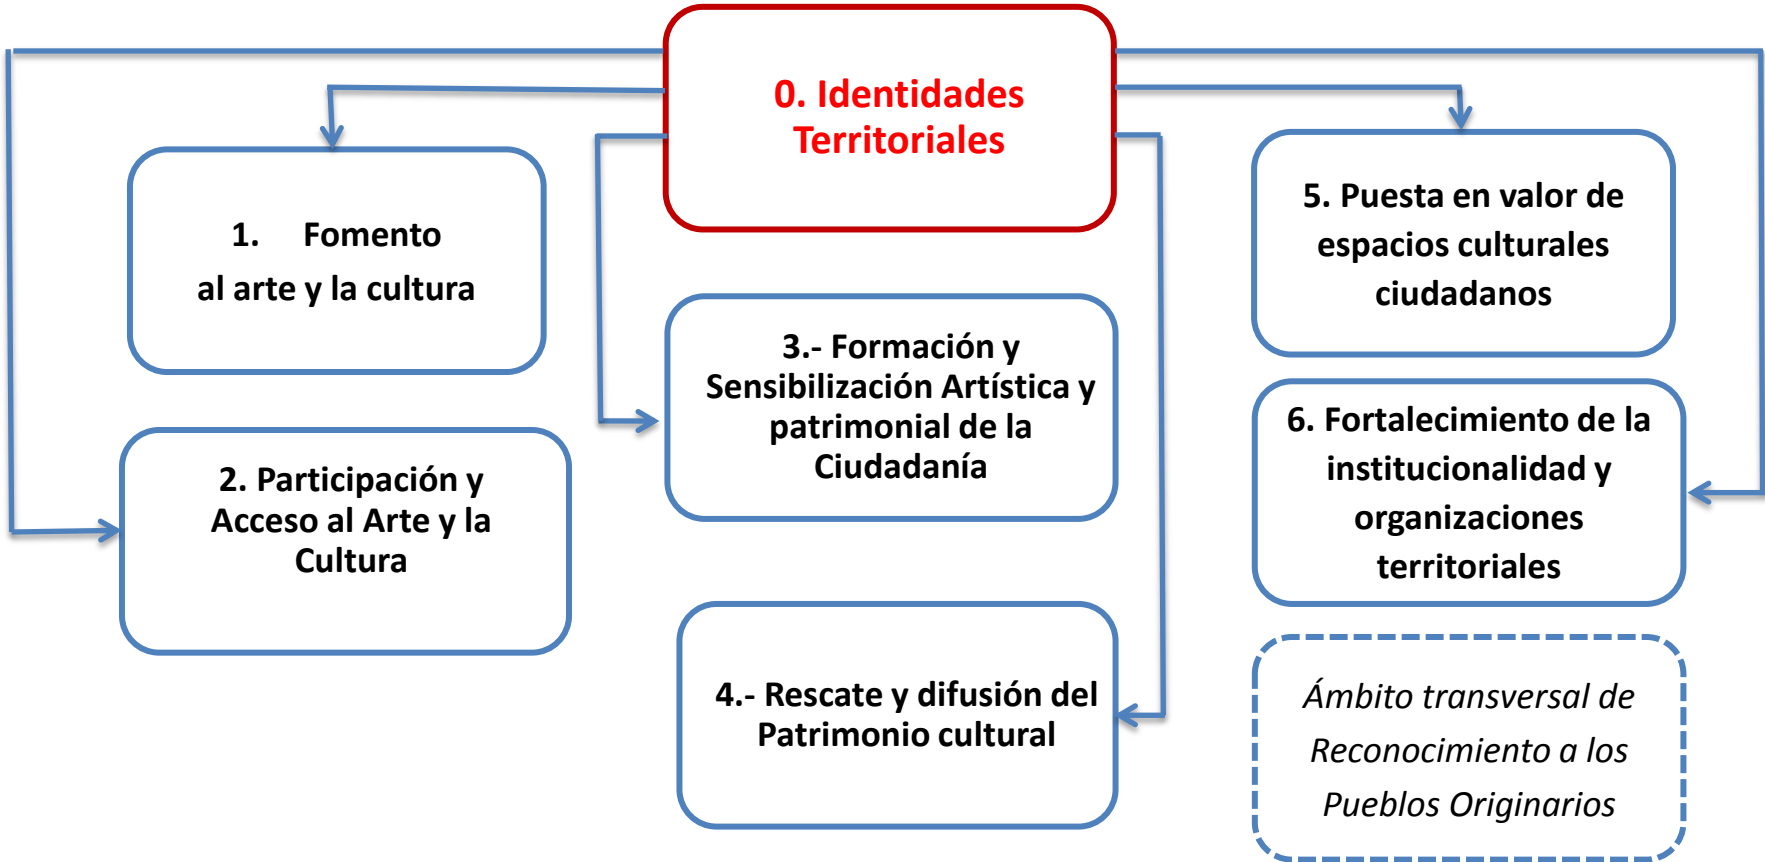 0. Identidades
Territoriales
1. Fomento
al arte y la cultura
2. Participación y
Acceso al Arte y la
Cultura
3.- Formación y
Sensibilización Artística y
patrimonial de la
Ciudadanía
4.- Rescate y difusión del
Patrimonio cultural
5. Puesta en valor de
espacios culturales
ciudadanos
6. Fortalecimiento de la
institucionalidad y
organizaciones
territoriales
Ámbito transversal de
Reconocimiento a los
Pueblos Originarios